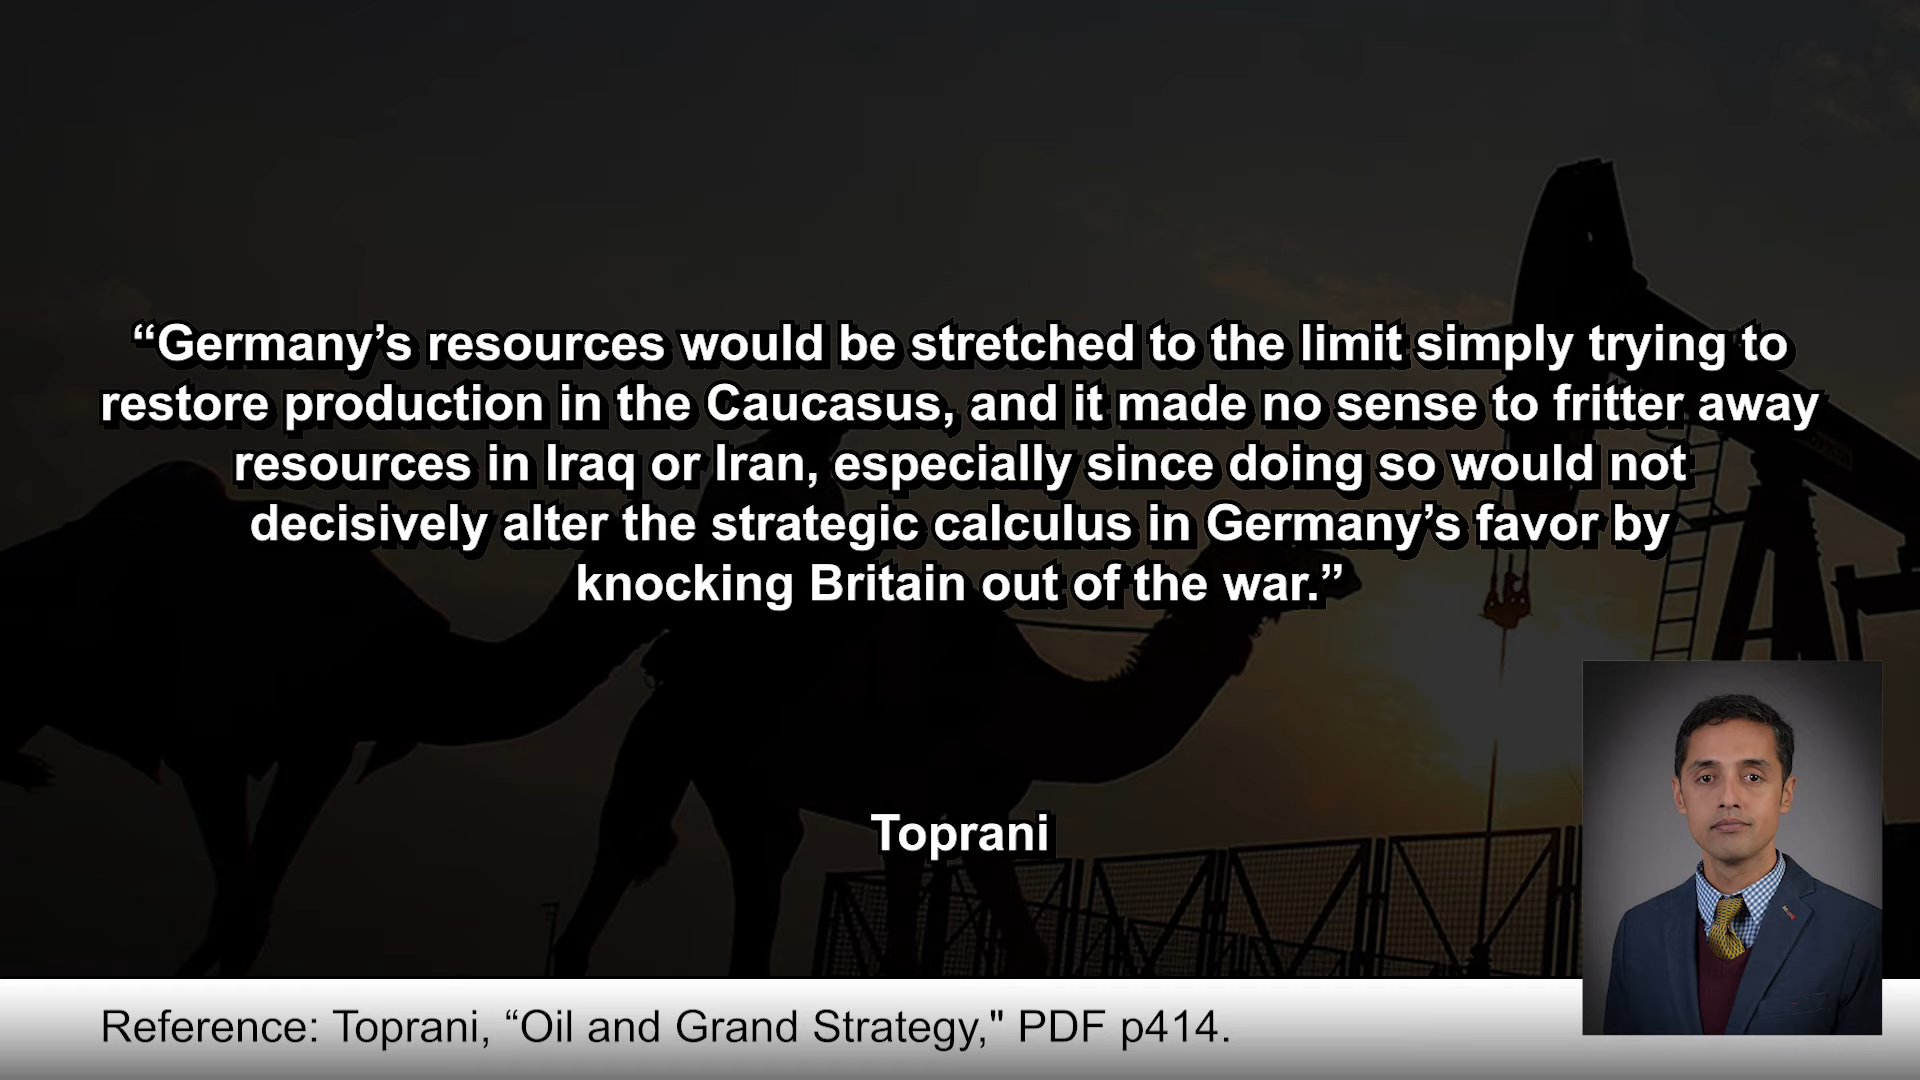 “Germany’s resources would be stretched to the limit simply trying to
restore production in the Caucasus, and it made no sense to fritter away
resources in Iraq or Iran, especially since doing so would not
decisively alter the strategic calculus in Germany’s favor by
knocking Britain out of the war.”
Toprani
Reference: Toprani, “Oil and Grand Strategy," PDF p414.